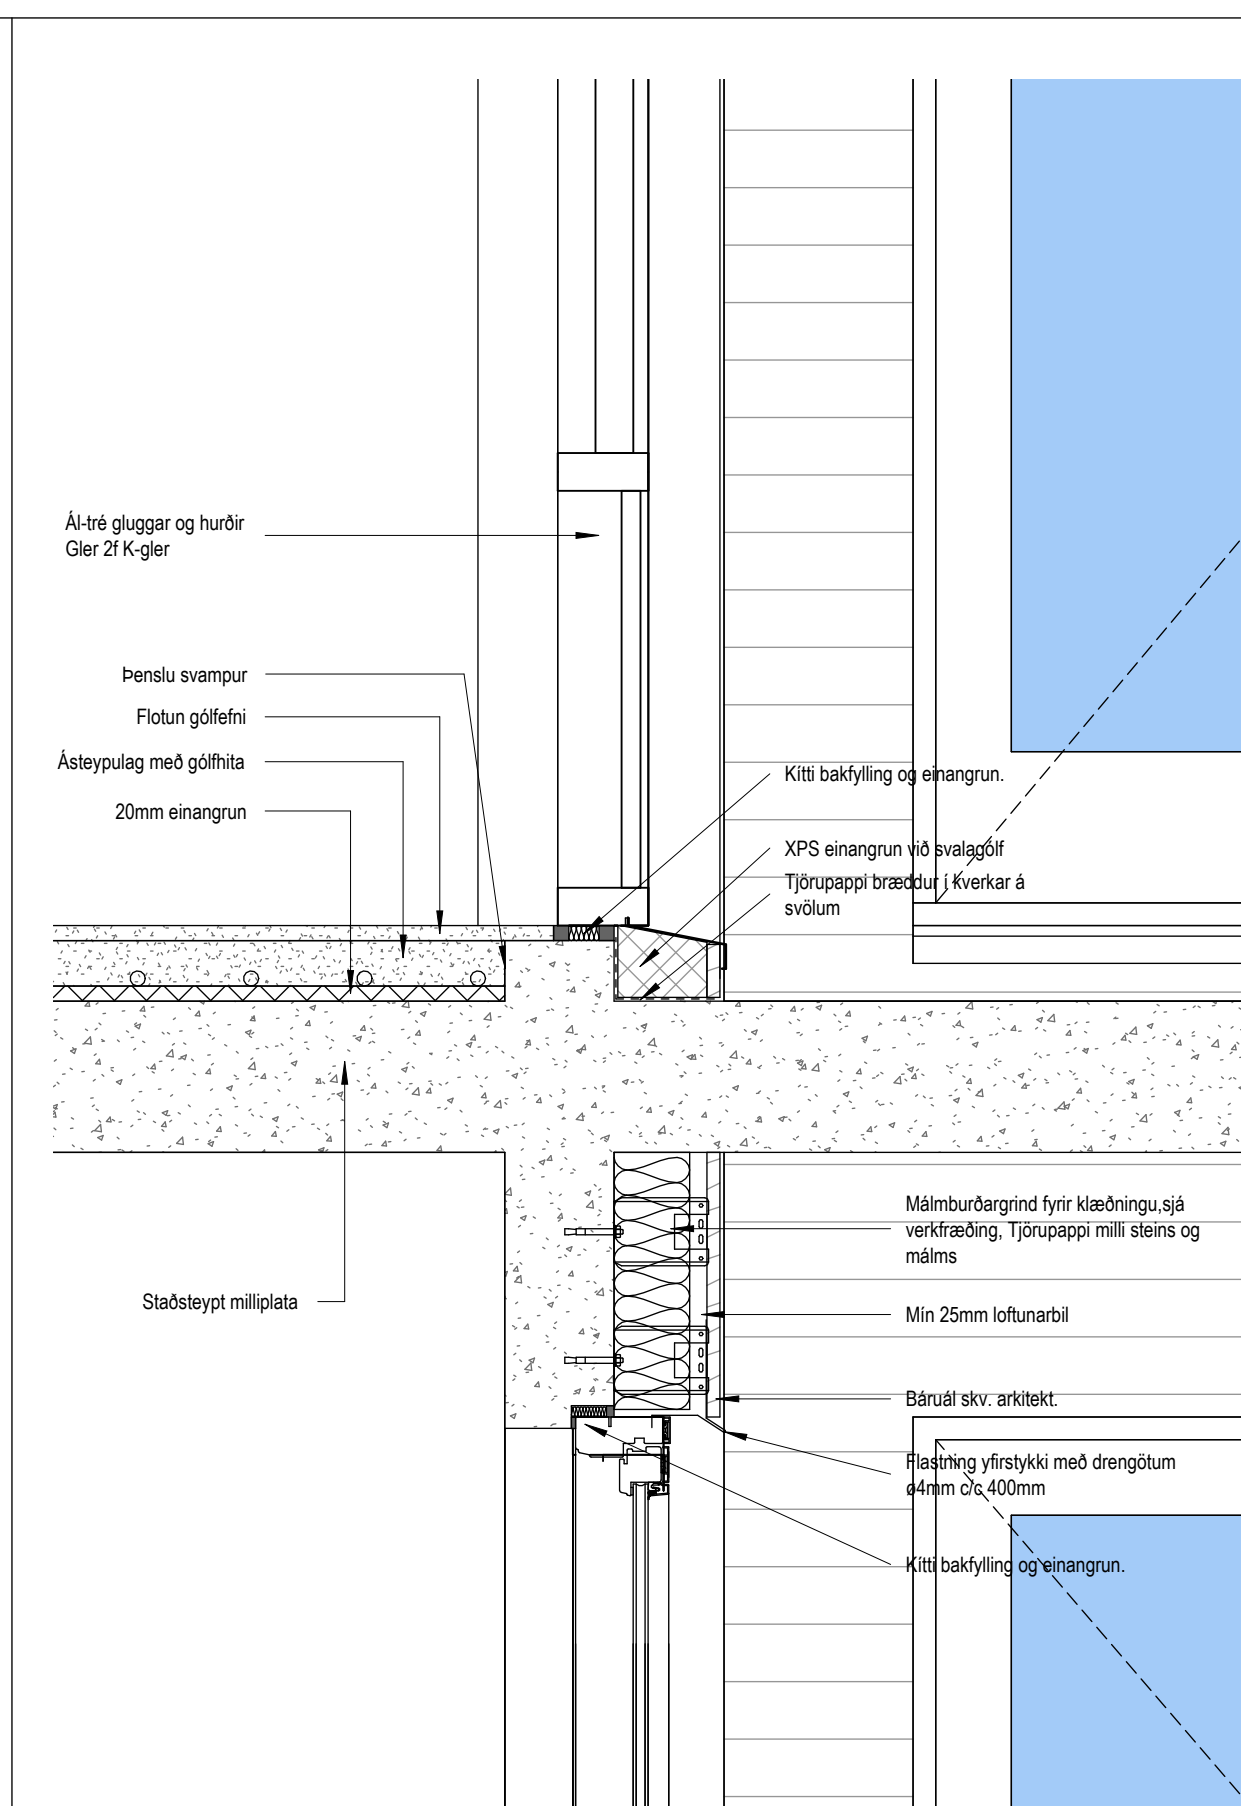 Ál-tré gluggar og hurðir
Gler 2f K-gler
Þenslu svampur
Flotun gólfefni
Ásteypulag með gólfhita
20mm einangrun
Kítti bakfylling og einangrun.
XPS einangrun við svalagólf
Tjörupappi bræddur í kverkar á
svölum
Málmburðargrind fyrir klæðningu,sjá
verkfræðing, Tjörupappi milli steins og
málms
Staðsteypt milliplata
Mín 25mm loftunarbil
Báruál skv. arkitekt.
Flastning yfirstykki með drengötum
ø4mm c/c 400mm
Kítti bakfylling og einangrun.